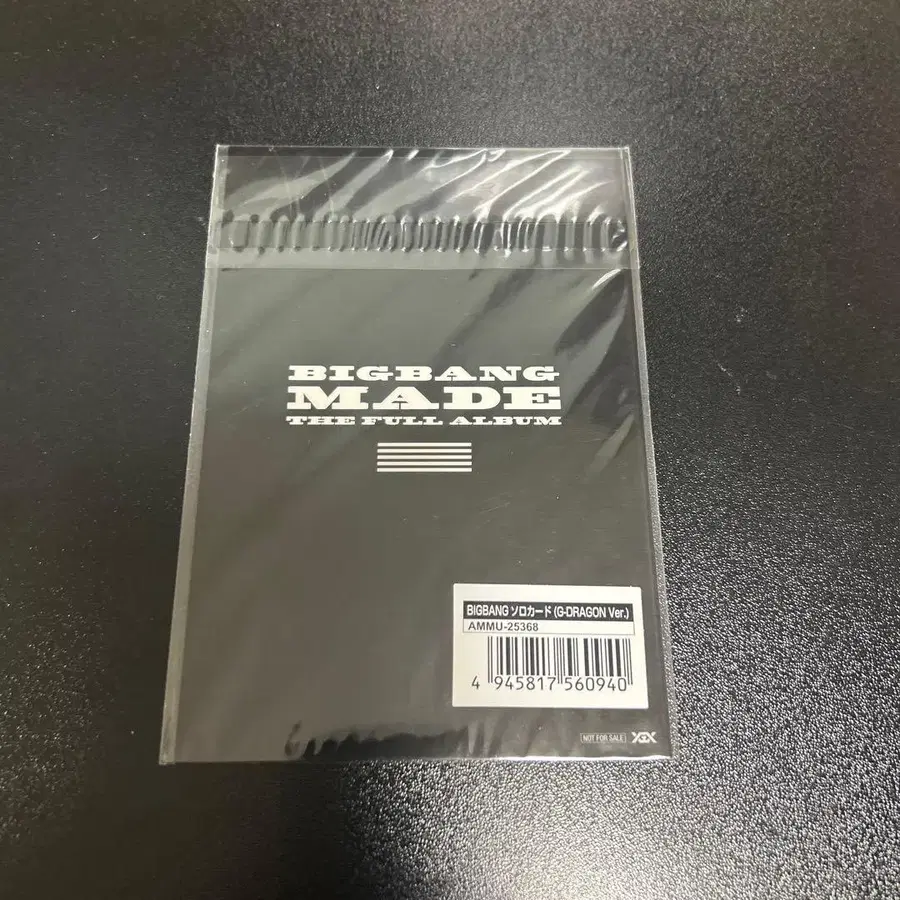 BIGBANG
MADE
THE FULL ALBUM
BIGBANG ソロカード (G-DRAGON Ver.)
AMMU-25368
4 945817 560940
NOT FOR SALE YGX